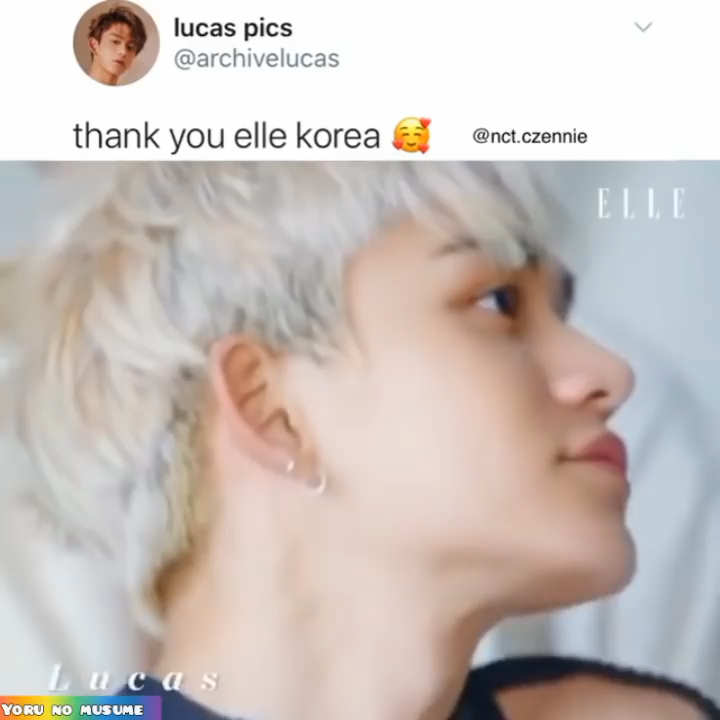 lucas pics
@archivelucas
thank you elle korea 🥰 @nct.czennie
ELLE
Lucas
YORU NO MUSUME